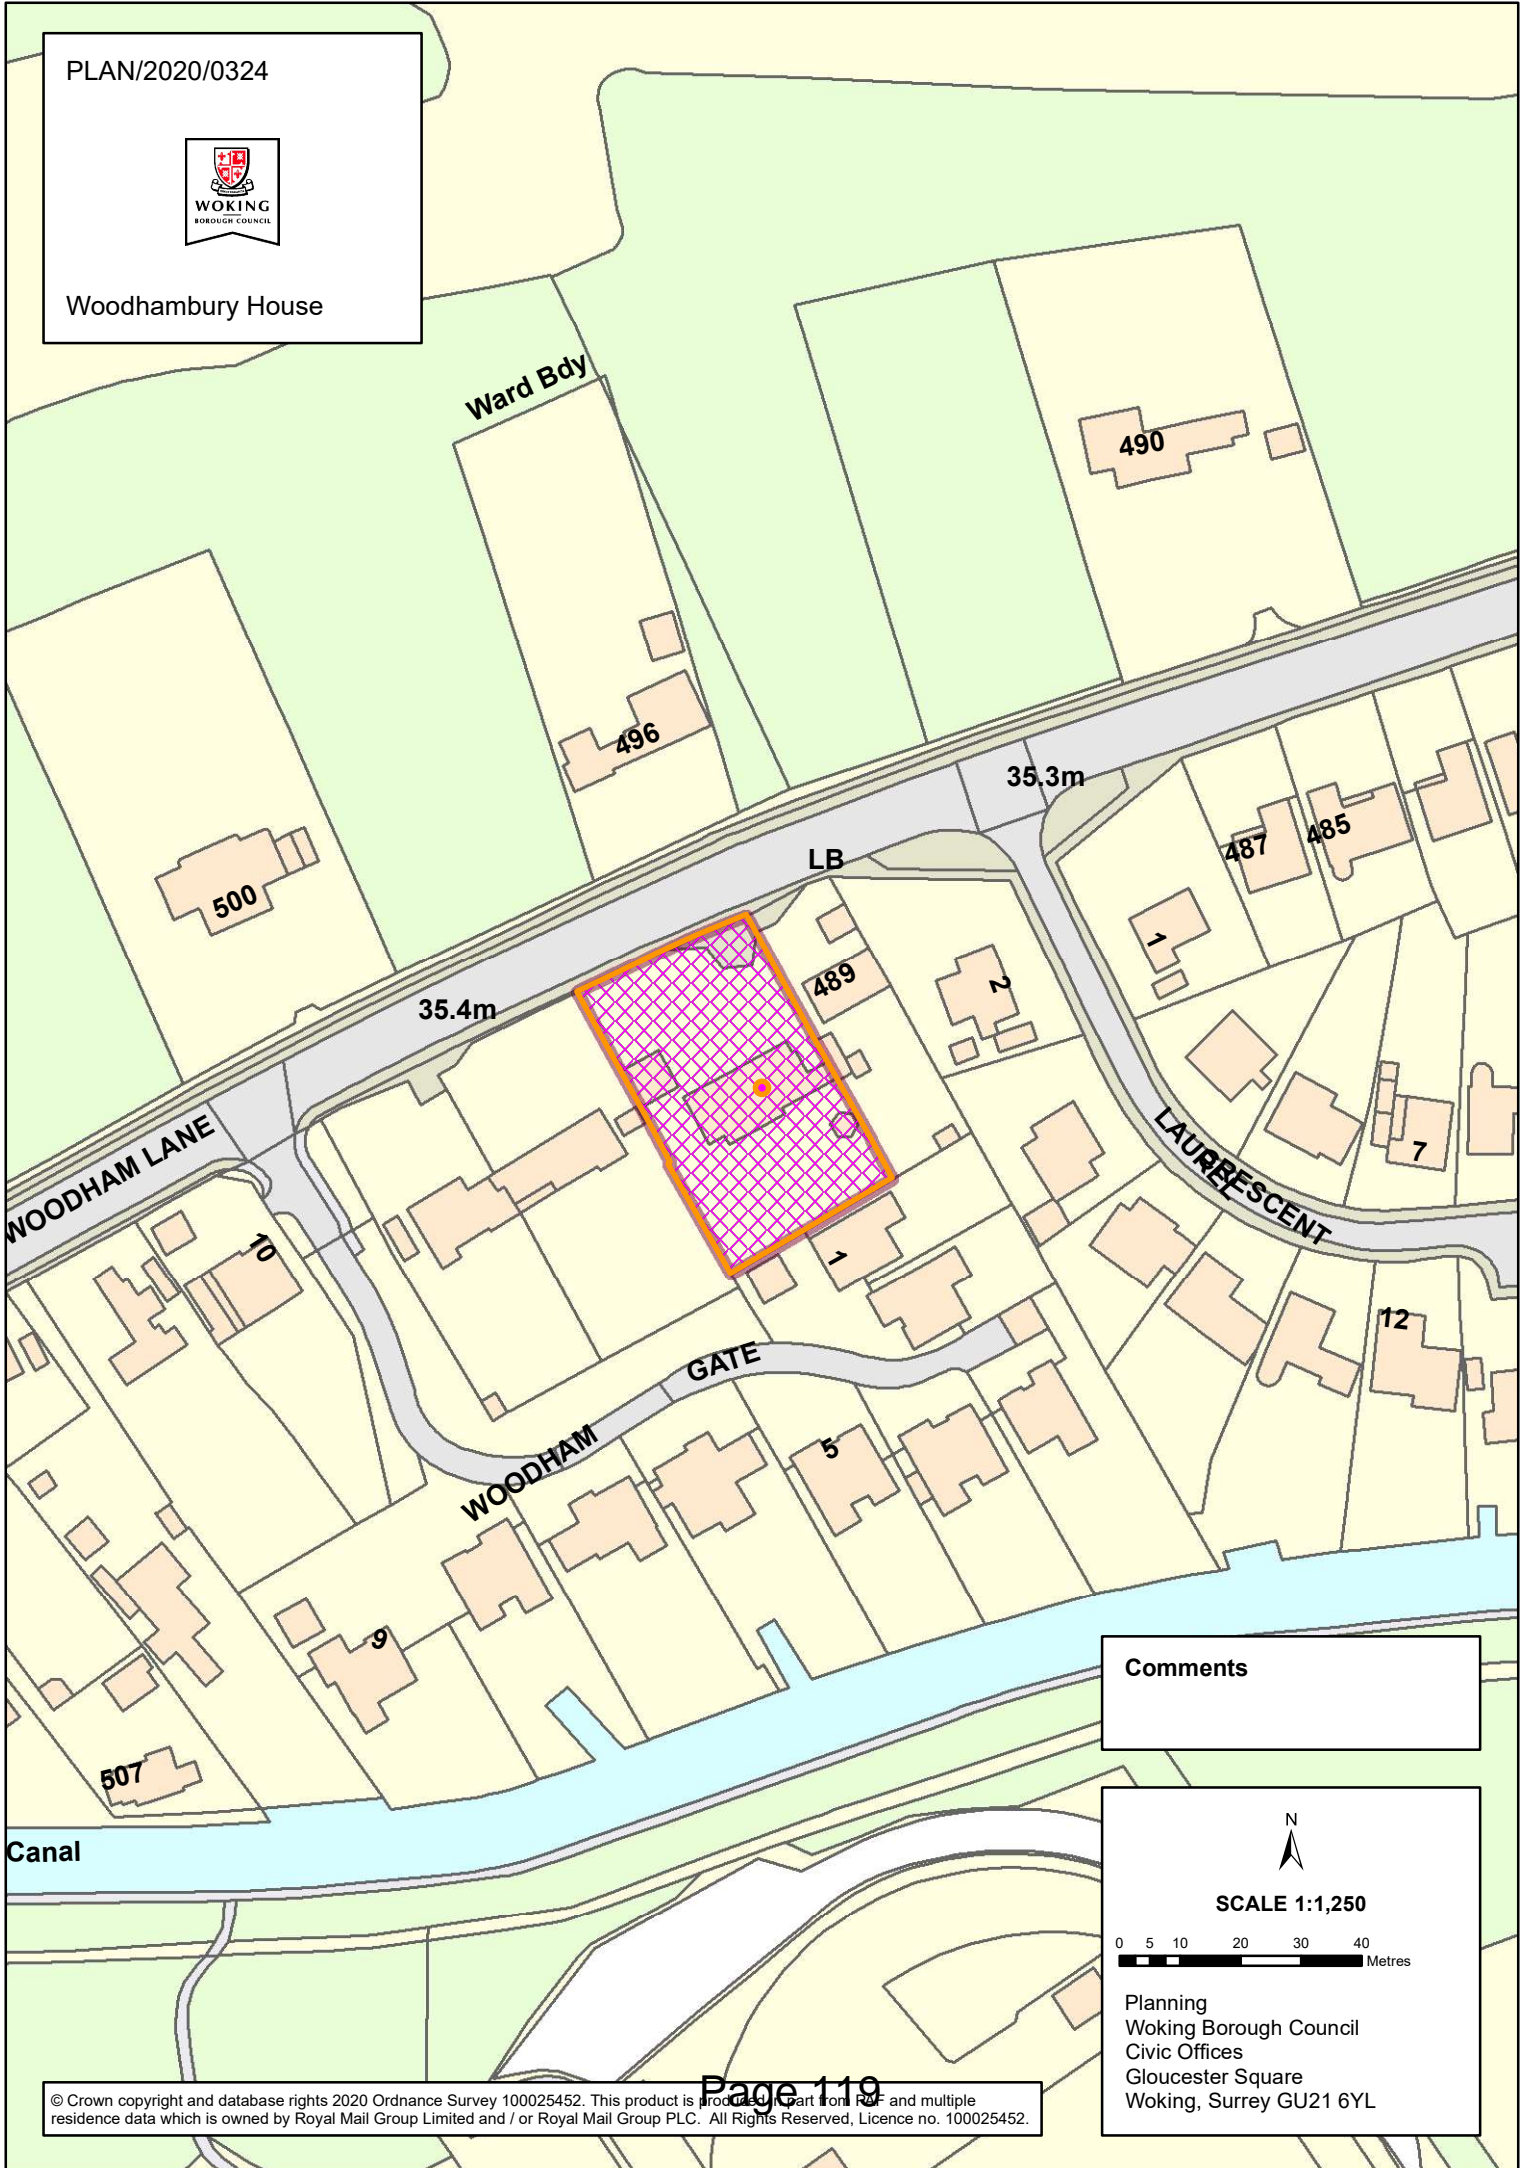 PLAN/2020/0324
WOKING
BOROUGH COUNCIL
Woodhambury House
Ward Bdy
490
496
35.3m
487
485
LB
500
1
489
2
35.4m
WOODHAM LANE
LAUREL
CRESCENT
7
10
1
12
WOODHAM
GATE
5
9
507
Canal
Comments
N
SCALE 1:1,250
0 5 10 20 30 40
Metres
Planning
Woking Borough Council
Civic Offices
Gloucester Square
Woking, Surrey GU21 6YL
Page 119
© Crown copyright and database rights 2020 Ordnance Survey 100025452. This product is produced in part from PAF and multiple
residence data which is owned by Royal Mail Group Limited and / or Royal Mail Group PLC. All Rights Reserved, Licence no. 100025452.